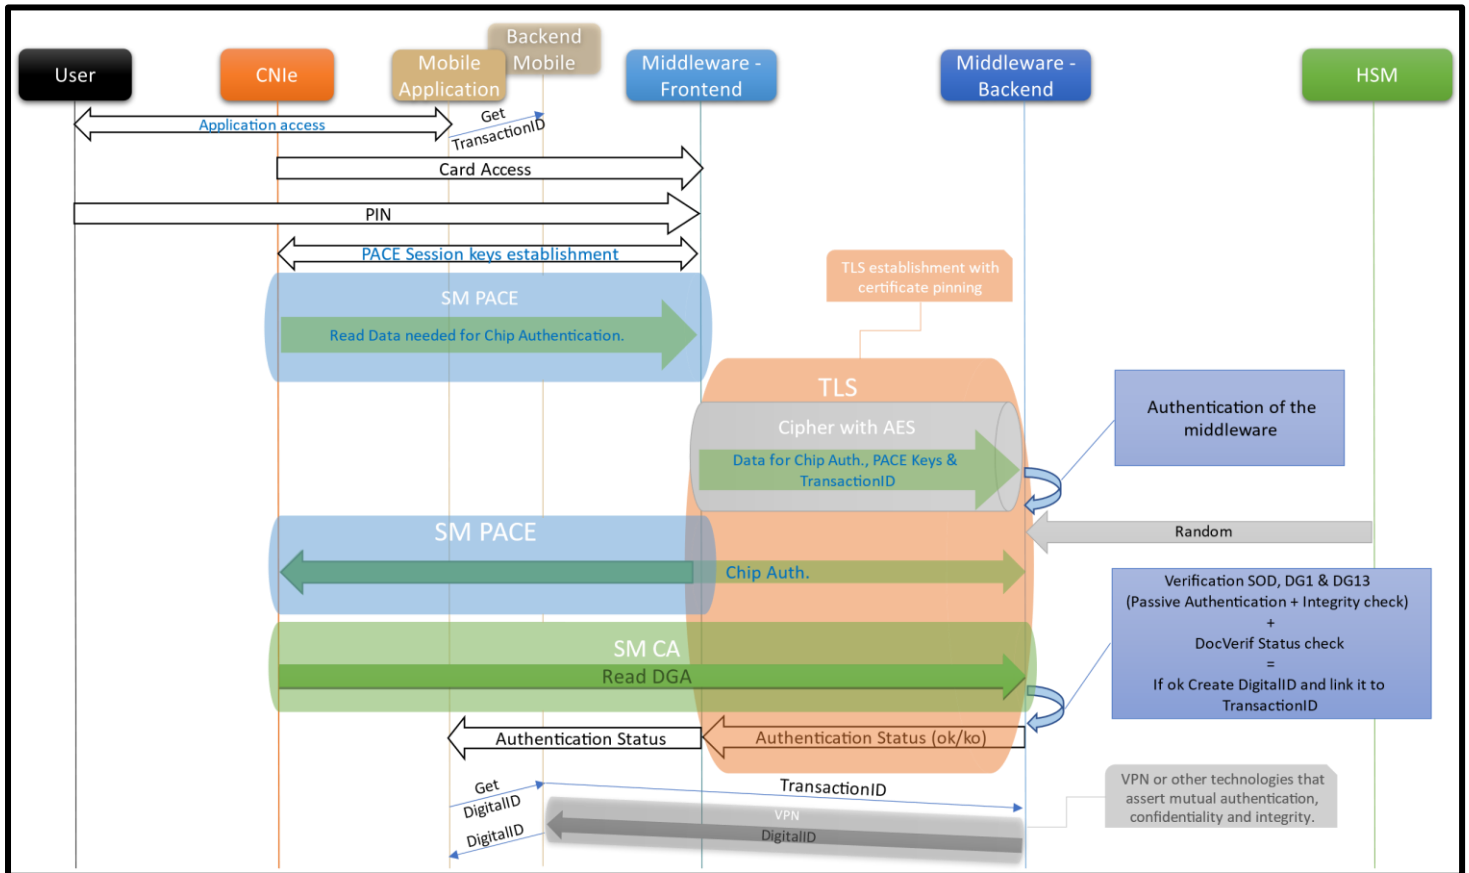 User
CNIe
Mobile
Application
Backend
Mobile
Middleware -
Frontend
Middleware -
Backend
HSM
Application access
Get
TransactionID
Card Access
PIN
PACE Session keys establishment
SM PACE
Read Data needed for Chip Authentication.
TLS establishment with
certificate pinning
TLS
Cipher with AES
Data for Chip Auth., PACE Keys &
TransactionID
Authentication of the
middleware
Random
SM PACE
Chip Auth.
Verification SOD, DG1 & DG13
(Passive Authentication + Integrity check)
+
DocVerif Status check
=
If ok Create DigitalID and link it to
TransactionID
SM CA
Read DGA
Authentication Status
Authentication Status (ok/ko)
Get
DigitalID
TransactionID
VPN or other technologies that
assert mutual authentication,
confidentiality and integrity.
VPN
DigitalID
DigitalID